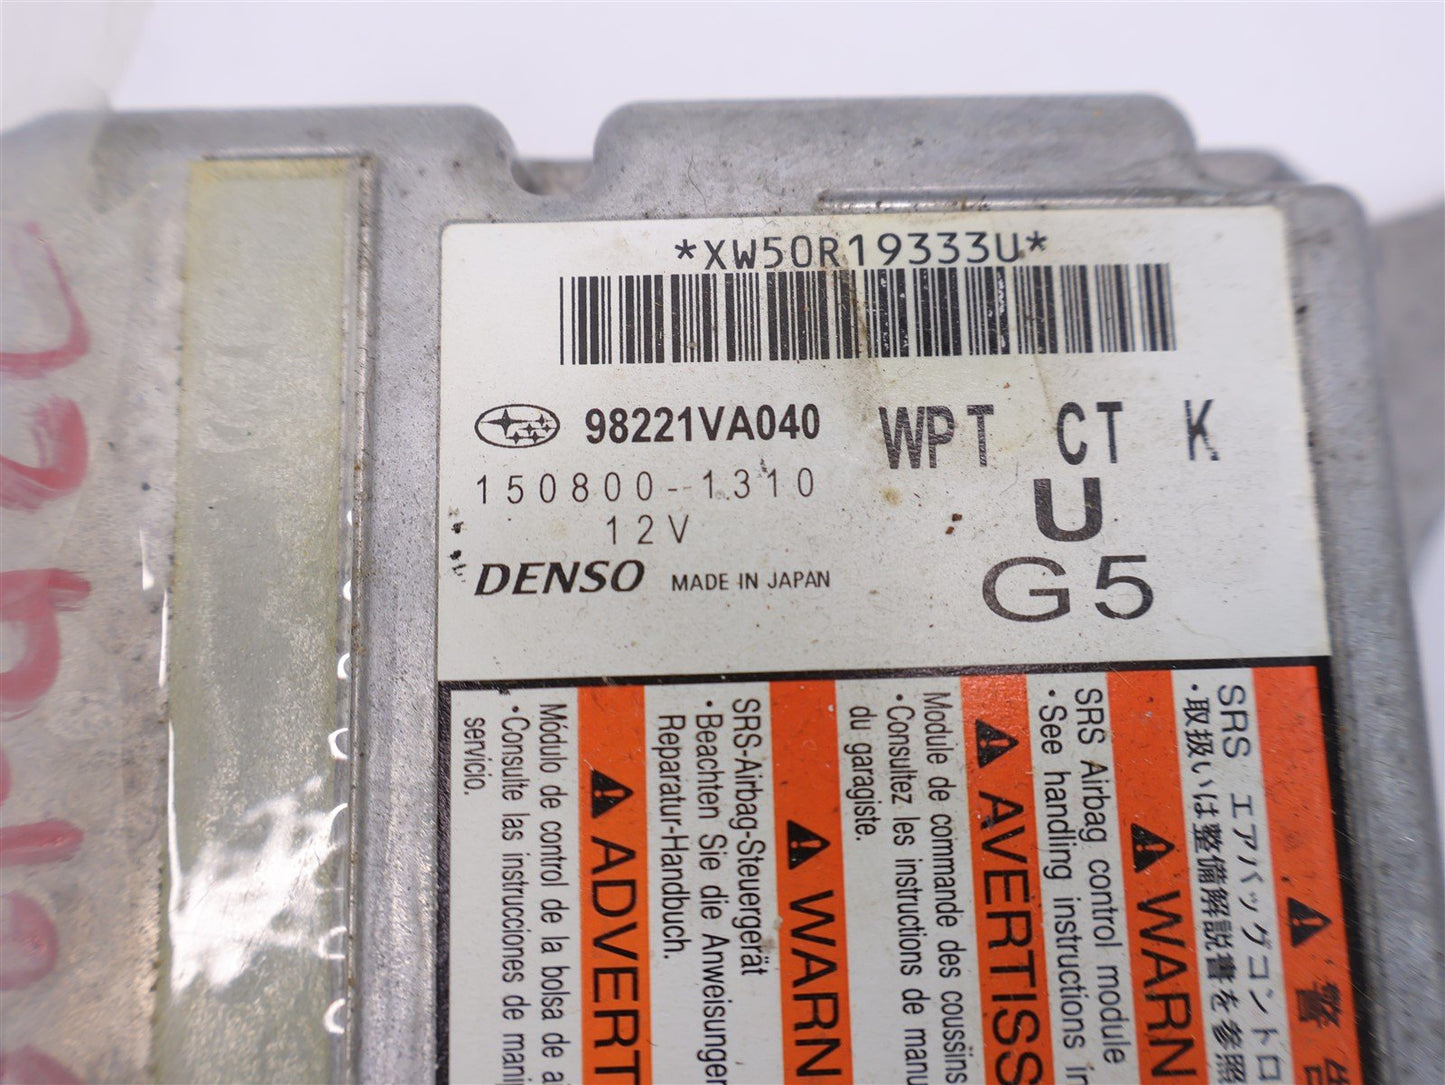 *XW50R19333U*
98221VA040
WPT CT K
150800-1310
U
12V
G5
DENSO MADE IN JAPAN
警告
SRS エアバッグコントロ
・取扱いは整備解説書を参照
WARN
SRS Airbag control module
・See handling instructions in
AVERTISS
Module de commande des coussins
・Consultez les instructions de manu
du garagiste.
WARN
SRS-Airbag-Steuergerät
・Beachten Sie die Anweisungen
Reparatur-Handbuch.
ADVERT
Módulo de control de la bolsa de a
・Consulte las instrucciones de mani
servicio.